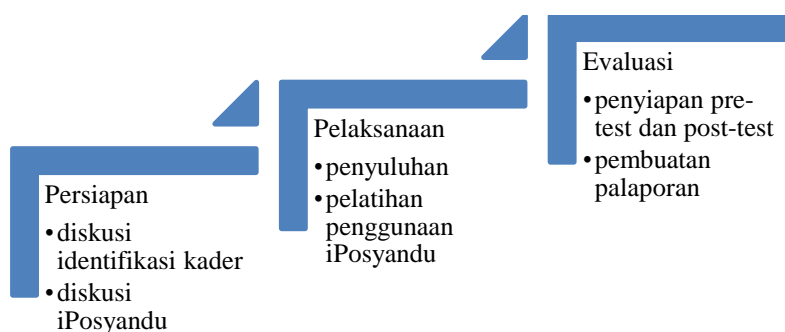 Persiapan
•diskusi
identifikasi kader
•diskusi
iPosyandu
Pelaksanaan
•penyuluhan
•pelatihan
penggunaan
iPosyandu
Evaluasi
•penyiapan pre-
test dan post-test
•pembuatan
palaporan